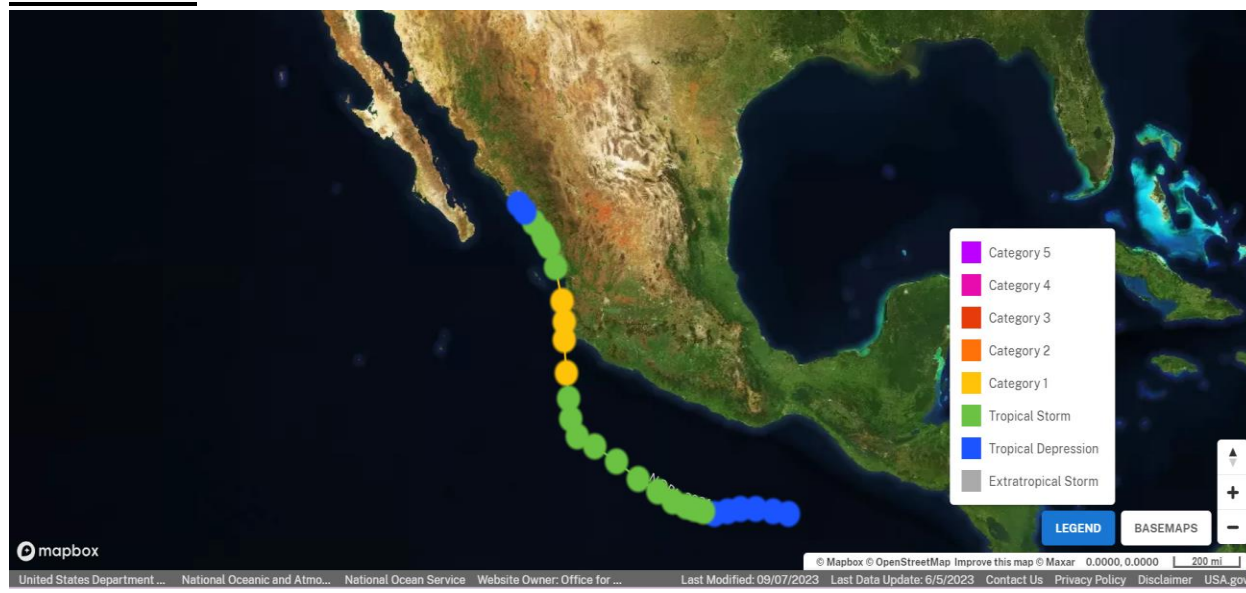 Category 5
Category 4
Category 3
Category 2
Category 1
Tropical Storm
Tropical Depression
Extratropical Storm
LEGEND
BASEMAPS
mapbox
© Mapbox © OpenStreetMap Improve this map © Maxar 0.0000, 0.0000 200 mi
United States Department ... National Oceanic and Atmo... National Ocean Service Website Owner: Office for ... Last Modified: 09/07/2023 Last Data Update: 6/5/2023 Contact Us Privacy Policy Disclaimer USA.gov